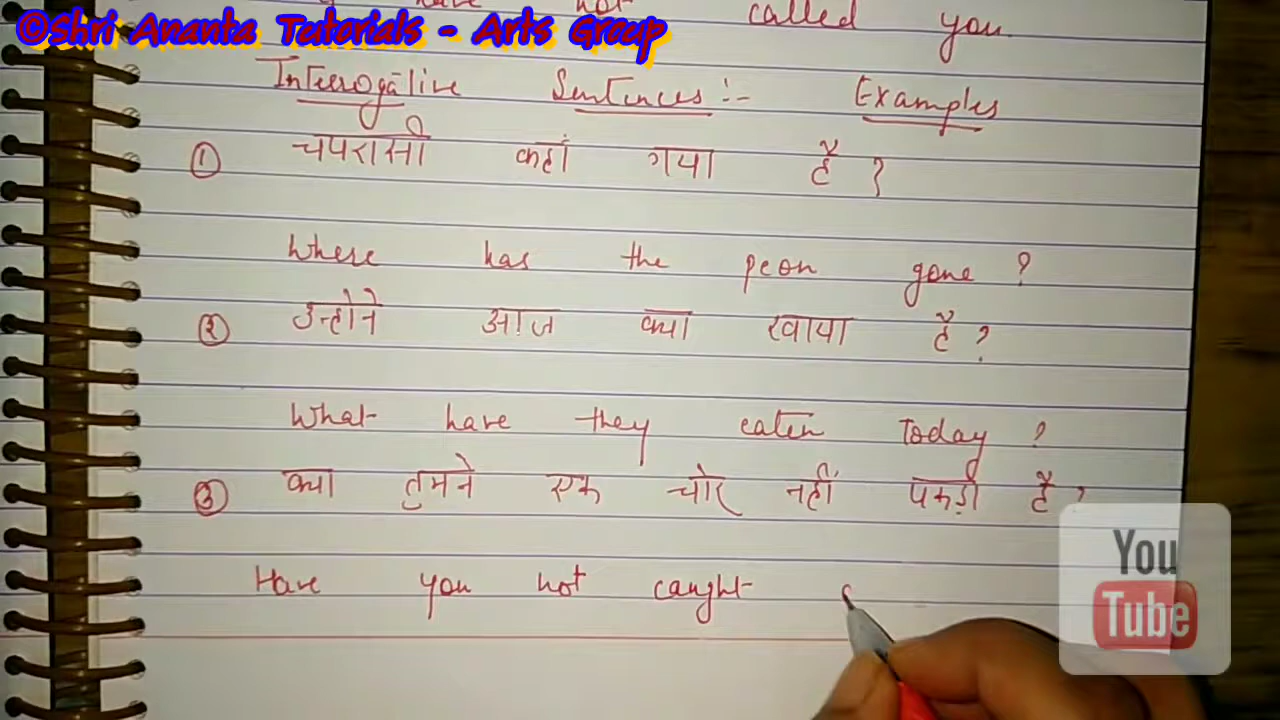 have not called you
©Shri Ananta Tutorials - Arts Group
Interrogative Sentences :- Examples
① चपरासी कहां गया है ?
Where has the peon gone ?
② उन्होने आज क्या खाया है ?
What have they eaten today ?
③ क्या तुमने एक चोर नहीं पकड़ा है ?
Have you not caught
You
Tube